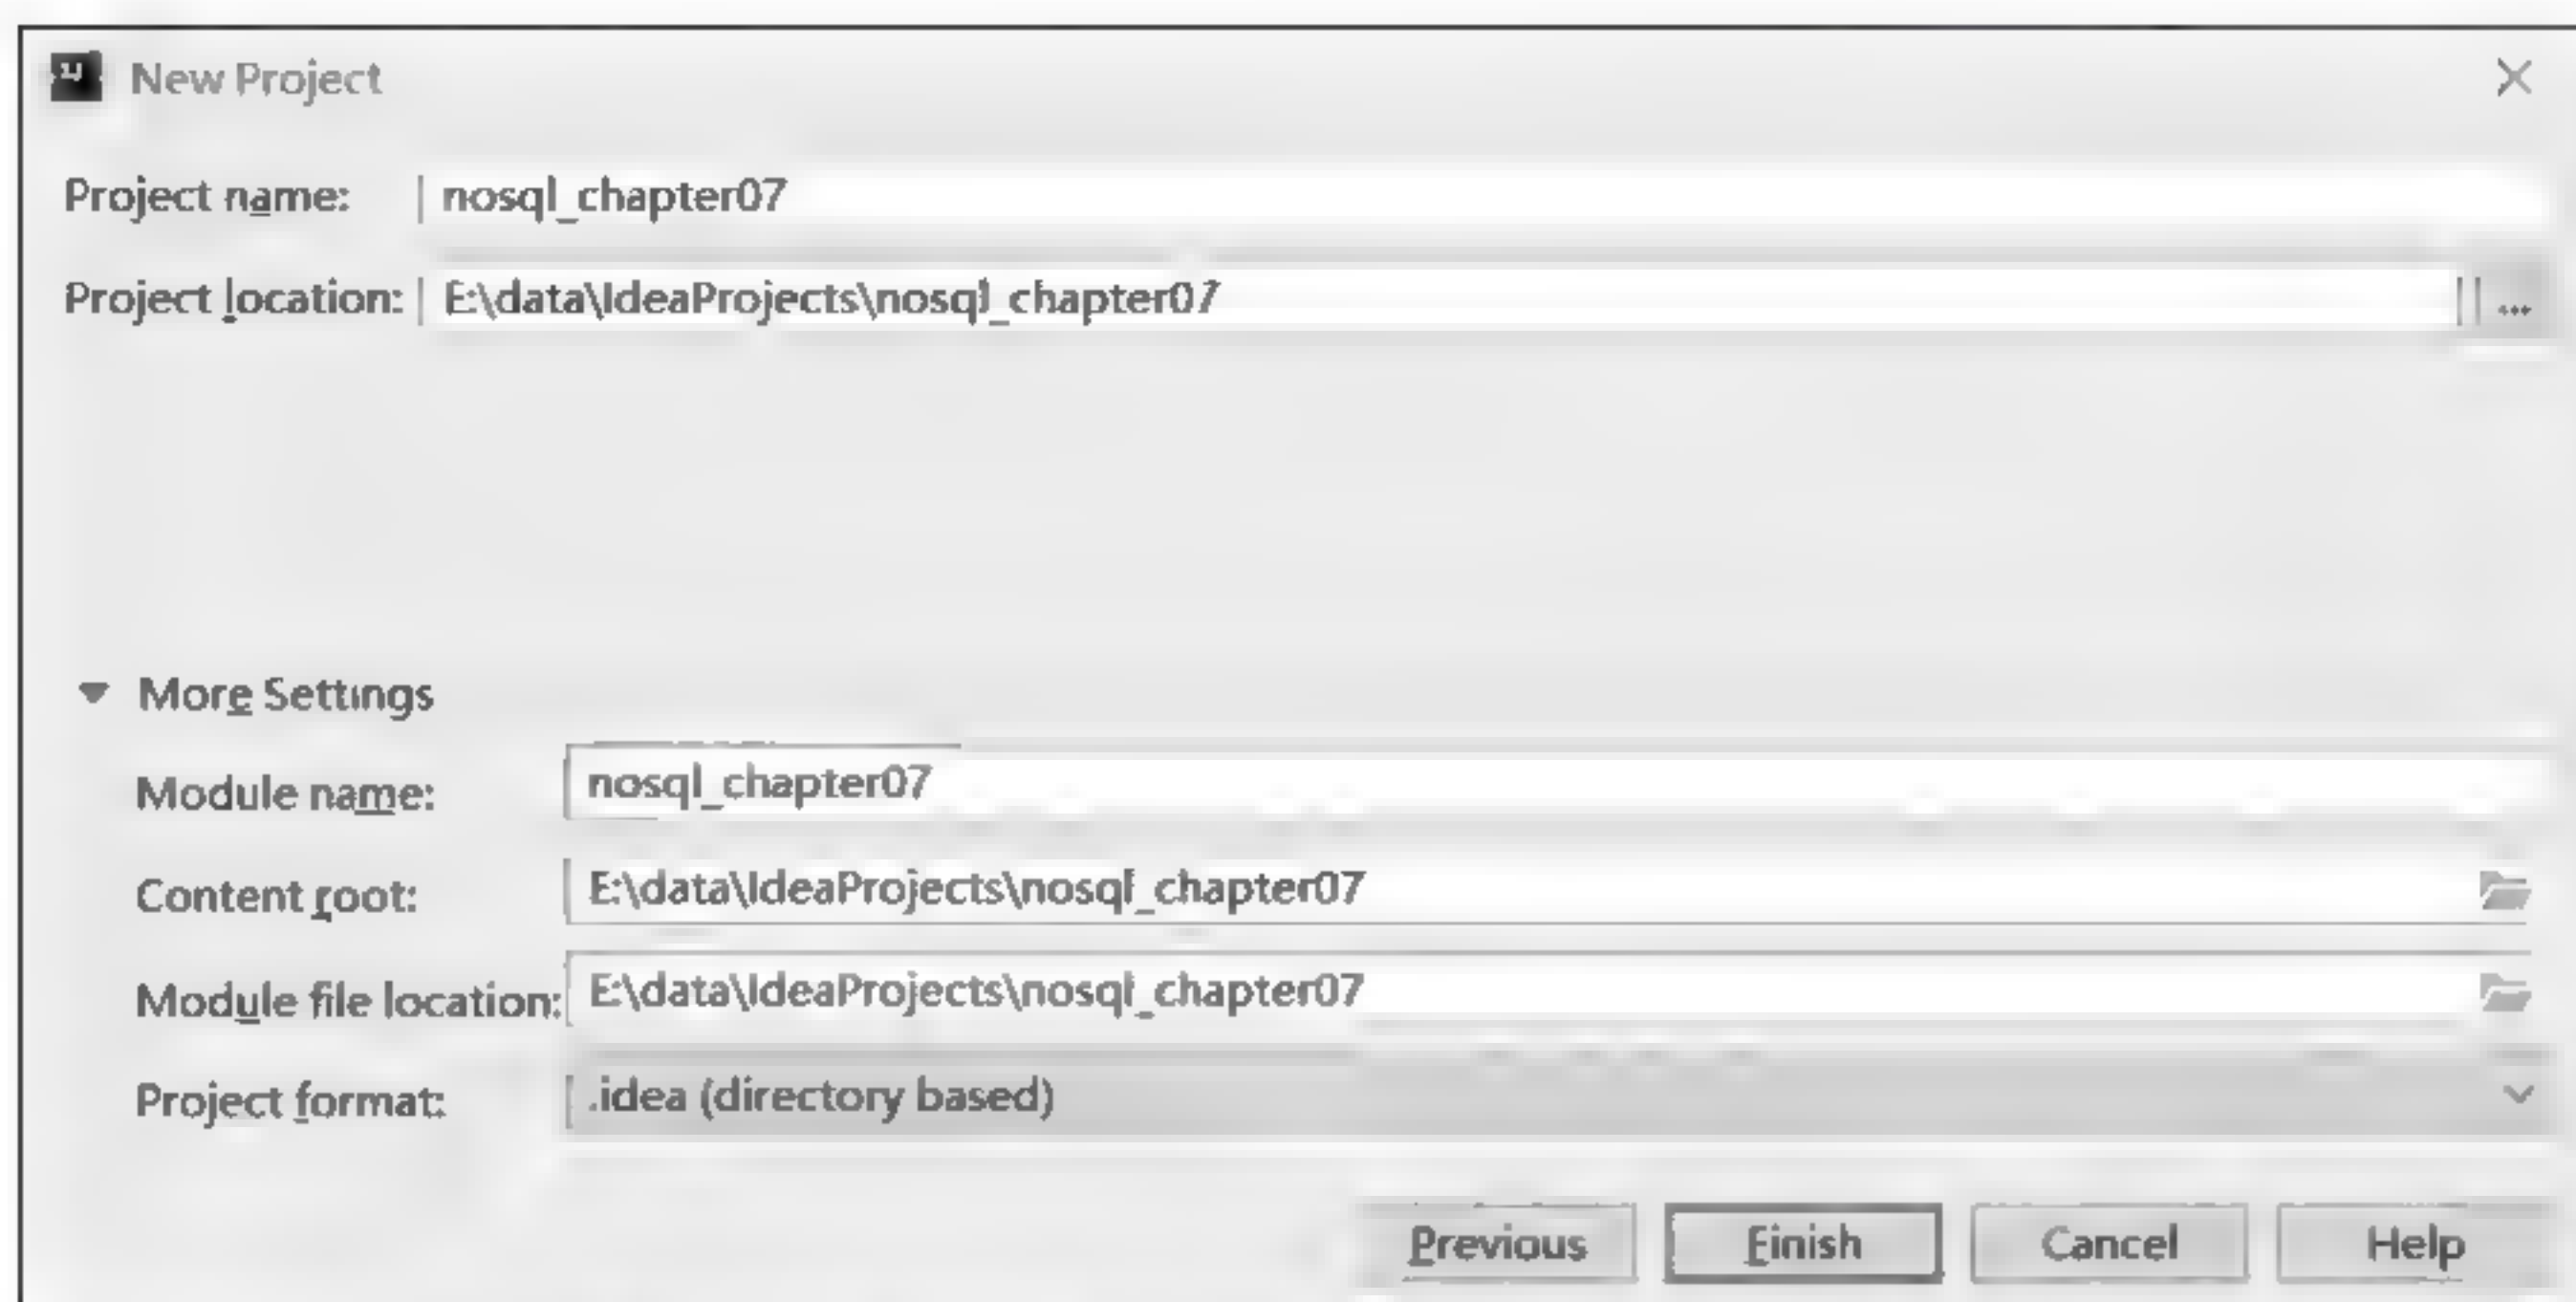 New Project
Project name: nosql_chapter07
Project location: E:\data\IdeaProjects\nosql_chapter07 ...
More Settings
Module name: nosql_chapter07
Content root: E:\data\IdeaProjects\nosql_chapter07
Module file location: E:\data\IdeaProjects\nosql_chapter07
Project format: .idea (directory based)
Previous Finish Cancel Help